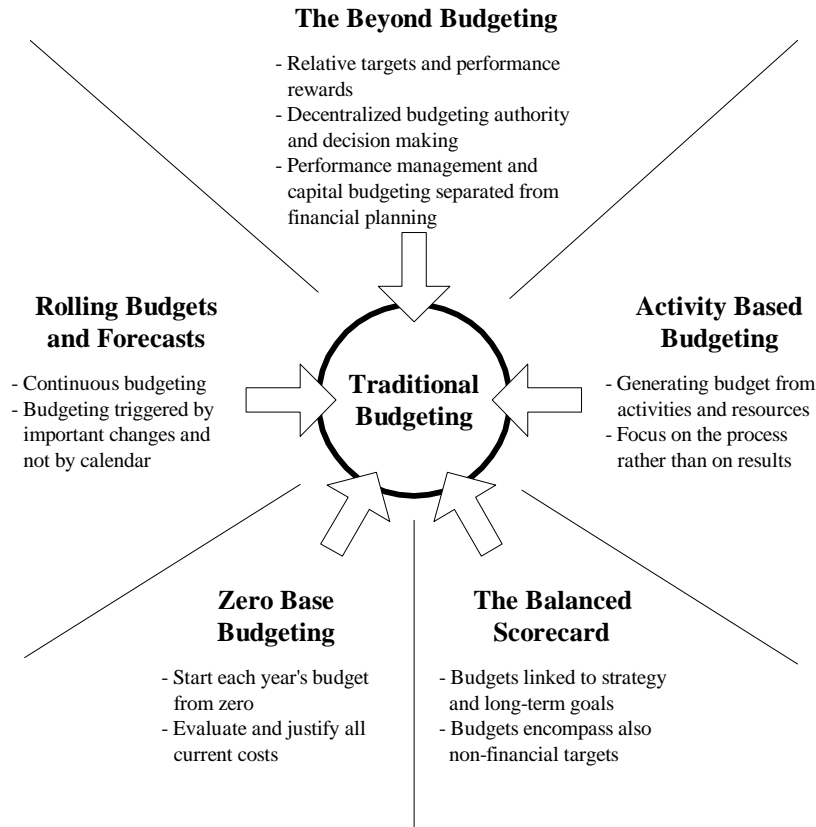 The Beyond Budgeting
- Relative targets and performance
rewards
- Decentralized budgeting authority
and decision making
- Performance management and
capital budgeting separated from
financial planning
Rolling Budgets
and Forecasts
- Continuous budgeting
- Budgeting triggered by
important changes and
not by calendar
Traditional
Budgeting
Activity Based
Budgeting
- Generating budget from
activities and resources
- Focus on the process
rather than on results
Zero Base
Budgeting
- Start each year's budget
from zero
- Evaluate and justify all
current costs
The Balanced
Scorecard
- Budgets linked to strategy
and long-term goals
- Budgets encompass also
non-financial targets